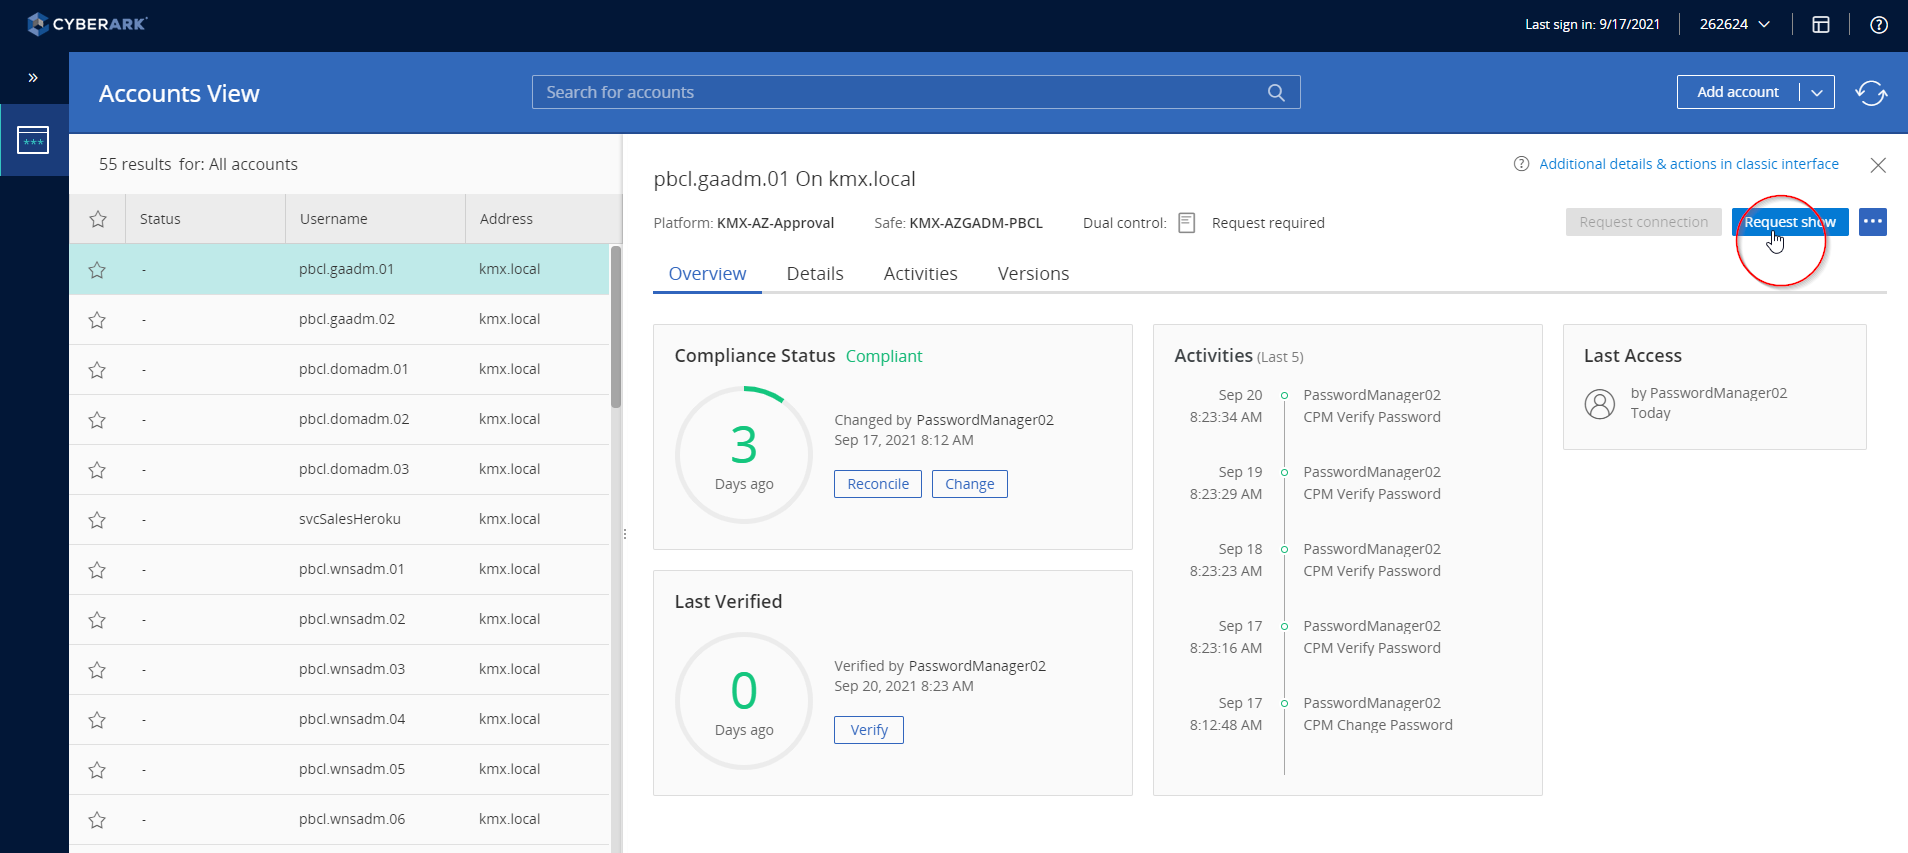 CYBERARK
Last sign in: 9/17/2021
262624
Accounts View
Search for accounts
Add account
55 results for: All accounts
Status Username Address
- pbcl.gaadm.01 kmx.local
- pbcl.gaadm.02 kmx.local
- pbcl.domadm.01 kmx.local
- pbcl.domadm.02 kmx.local
- pbcl.domadm.03 kmx.local
- svcSalesHeroku kmx.local
- pbcl.wnsadm.01 kmx.local
- pbcl.wnsadm.02 kmx.local
- pbcl.wnsadm.03 kmx.local
- pbcl.wnsadm.04 kmx.local
- pbcl.wnsadm.05 kmx.local
- pbcl.wnsadm.06 kmx.local
Additional details & actions in classic interface
pbcl.gaadm.01 On kmx.local
Platform: KMX-AZ-Approval Safe: KMX-AZGADM-PBCL Dual control: Request required
Request connection Request show
Overview Details Activities Versions
Compliance Status Compliant
3
Days ago
Changed by PasswordManager02
Sep 17, 2021 8:12 AM
Reconcile Change
Last Verified
0
Days ago
Verified by PasswordManager02
Sep 20, 2021 8:23 AM
Verify
Activities (Last 5)
Sep 20 PasswordManager02
8:23:34 AM CPM Verify Password
Sep 19 PasswordManager02
8:23:29 AM CPM Verify Password
Sep 18 PasswordManager02
8:23:23 AM CPM Verify Password
Sep 17 PasswordManager02
8:23:16 AM CPM Verify Password
Sep 17 PasswordManager02
8:12:48 AM CPM Change Password
Last Access
by PasswordManager02
Today